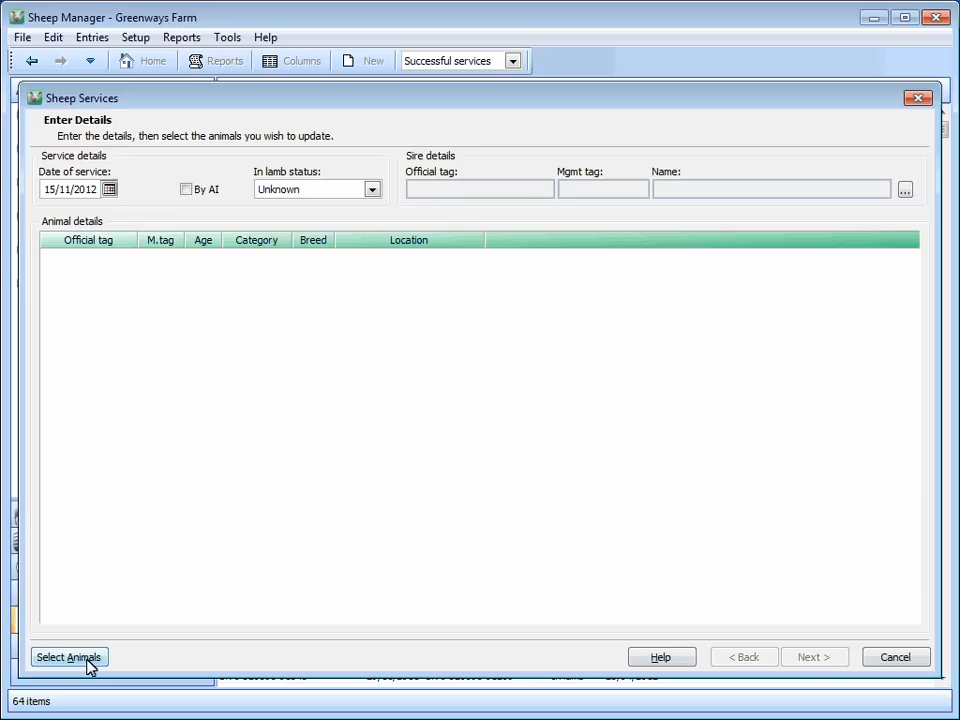 Sheep Manager - Greenways Farm
File Edit Entries Setup Reports Tools Help
Home Reports Columns New Successful services
Sheep Services
Enter Details
Enter the details, then select the animals you wish to update.
Service details Sire details
Date of service: In lamb status: Official tag: Mgmt tag: Name:
15/11/2012 By AI Unknown ...
Animal details
Official tag M.tag Age Category Breed Location
Select Animals Help < Back Next > Cancel
64 items